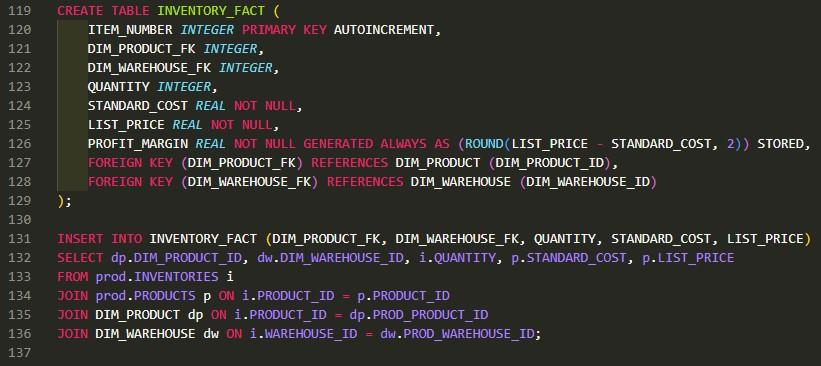 119 CREATE TABLE INVENTORY_FACT (
120     ITEM_NUMBER INTEGER PRIMARY KEY AUTOINCREMENT,
121     DIM_PRODUCT_FK INTEGER,
122     DIM_WAREHOUSE_FK INTEGER,
123     QUANTITY INTEGER,
124     STANDARD_COST REAL NOT NULL,
125     LIST_PRICE REAL NOT NULL,
126     PROFIT_MARGIN REAL NOT NULL GENERATED ALWAYS AS (ROUND(LIST_PRICE - STANDARD_COST, 2)) STORED,
127     FOREIGN KEY (DIM_PRODUCT_FK) REFERENCES DIM_PRODUCT (DIM_PRODUCT_ID),
128     FOREIGN KEY (DIM_WAREHOUSE_FK) REFERENCES DIM_WAREHOUSE (DIM_WAREHOUSE_ID)
129 );
130
131 INSERT INTO INVENTORY_FACT (DIM_PRODUCT_FK, DIM_WAREHOUSE_FK, QUANTITY, STANDARD_COST, LIST_PRICE)
132 SELECT dp.DIM_PRODUCT_ID, dw.DIM_WAREHOUSE_ID, i.QUANTITY, p.STANDARD_COST, p.LIST_PRICE
133 FROM prod.INVENTORIES i
134 JOIN prod.PRODUCTS p ON i.PRODUCT_ID = p.PRODUCT_ID
135 JOIN DIM_PRODUCT dp ON i.PRODUCT_ID = dp.PROD_PRODUCT_ID
136 JOIN DIM_WAREHOUSE dw ON i.WAREHOUSE_ID = dw.PROD_WAREHOUSE_ID;
137